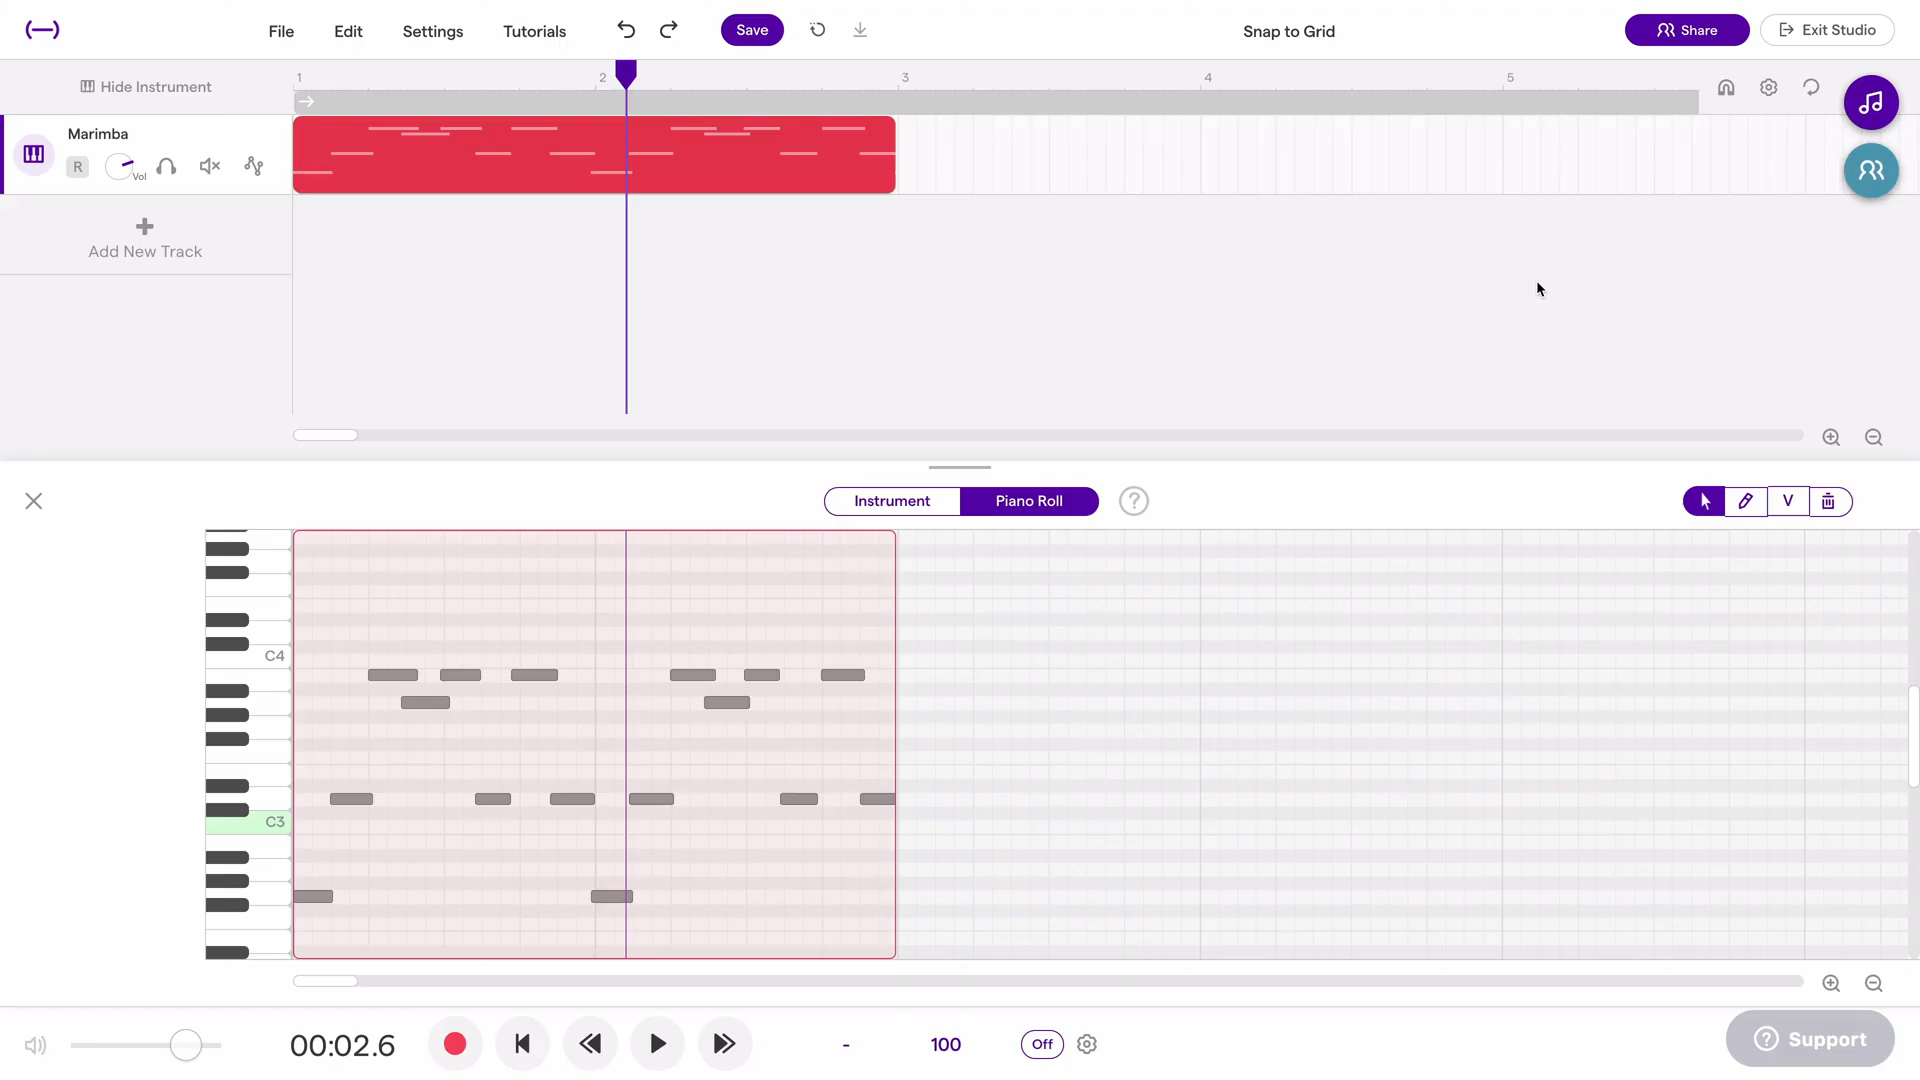 File Edit Settings Tutorials Save Snap to Grid Share Exit Studio
Hide Instrument 1 2 3 4 5
Marimba
R Vol
Add New Track
Instrument Piano Roll ? V
C4
C3
00:02.6 - 100 Off ? Support